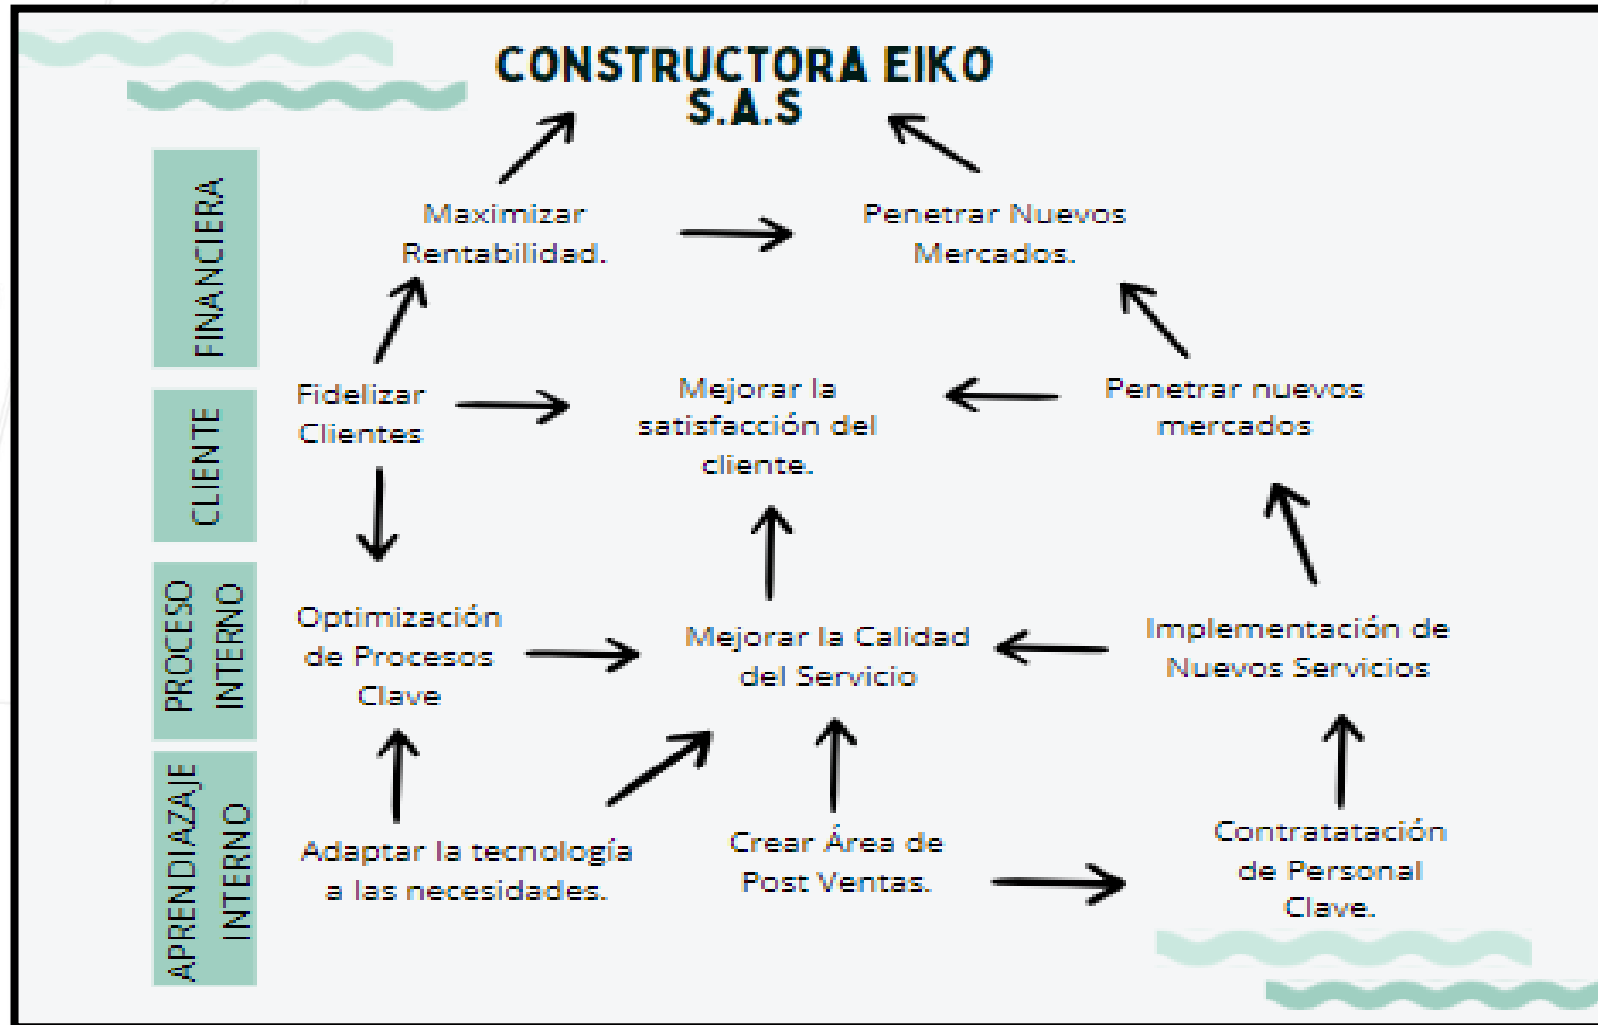 CONSTRUCTORA EIKO
S.A.S
FINANCIERA
Maximizar
Rentabilidad.
Penetrar Nuevos
Mercados.
CLIENTE
Fidelizar
Clientes
Mejorar la
satisfacción del
cliente.
Penetrar nuevos
mercados
PROCESO
INTERNO
Optimización
de Procesos
Clave
Mejorar la Calidad
del Servicio
Implementación de
Nuevos Servicios
APRENDIAZAJE
INTERNO
Adaptar la tecnología
a las necesidades.
Crear Área de
Post Ventas.
Contratatación
de Personal
Clave.